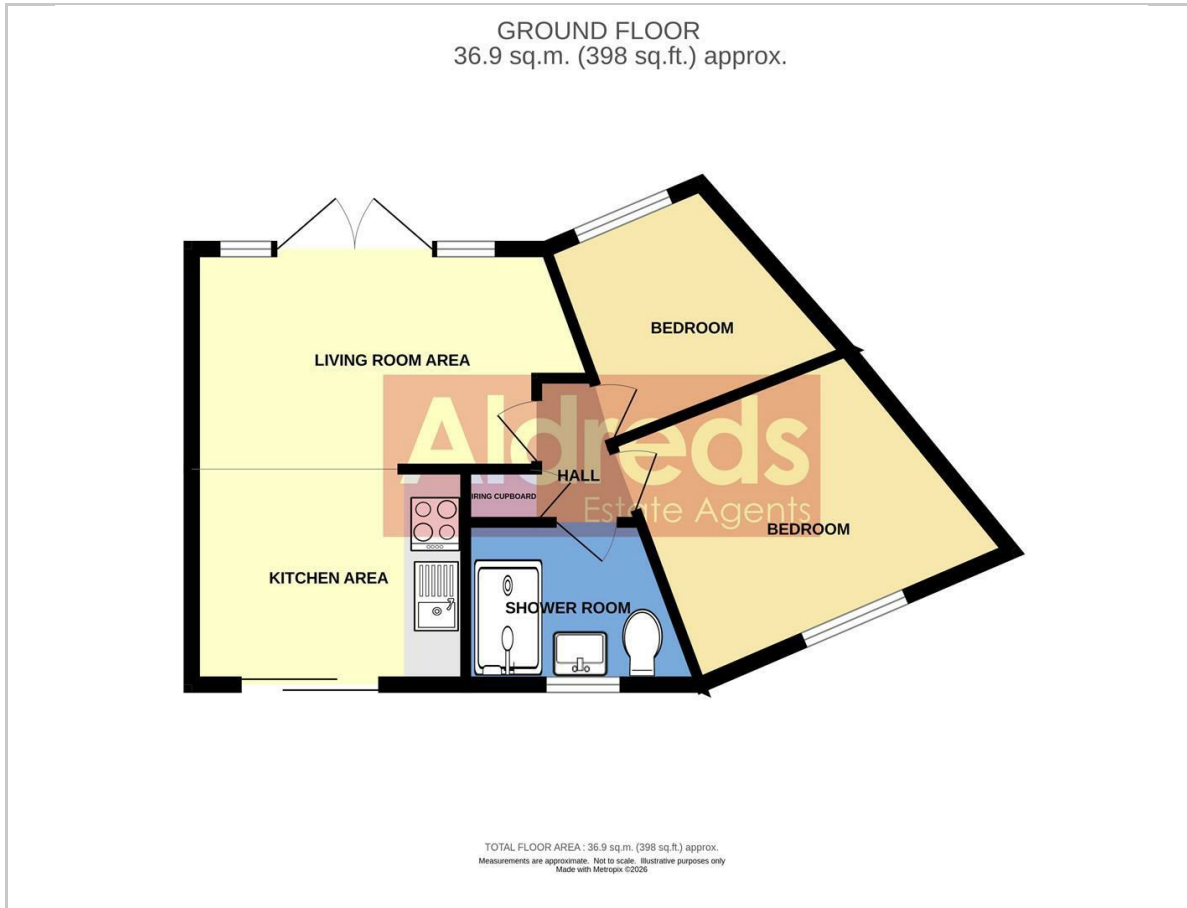 GROUND FLOOR
36.9 sq.m. (398 sq.ft.) approx.
BEDROOM
LIVING ROOM AREA
Aldreds
HALL
IRING CUPBOARD
Estate Agents
BEDROOM
KITCHEN AREA
SHOWER ROOM
TOTAL FLOOR AREA : 36.9 sq.m. (398 sq.ft.) approx.
Measurements are approximate. Not to scale. Illustrative purposes only
Made with Metropix ©2026